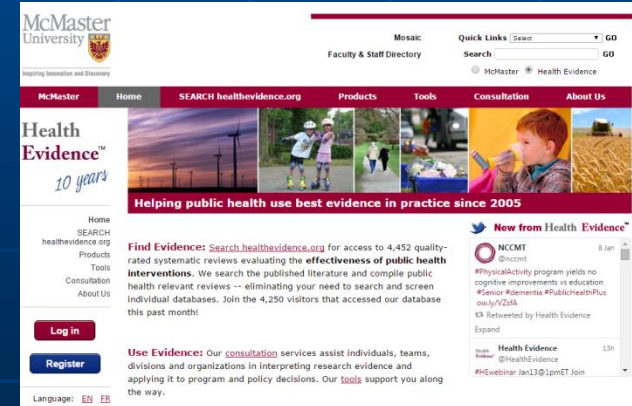 McMaster
University
Inspiring Innovation and Discovery
Mosaic
Faculty & Staff Directory
Quick Links Select GO
Search GO
McMaster Health Evidence
McMaster Home SEARCH healthevidence.org Products Tools Consultation About Us
Health
Evidence™
10 years
Home
SEARCH
healthevidence.org
Products
Tools
Consultation
About Us
Log in
Register
Language: EN FR
Helping public health use best evidence in practice since 2005
Find Evidence: Search healthevidence.org for access to 4,452 quality-
rated systematic reviews evaluating the effectiveness of public health
interventions. We search the published literature and compile public
health relevant reviews -- eliminating your need to search and screen
individual databases. Join the 4,250 visitors that accessed our database
this past month!
Use Evidence: Our consultation services assist individuals, teams,
divisions and organizations in interpreting research evidence and
applying it to program and policy decisions. Our tools support you along
the way.
New from Health Evidence™
NCCMT 8 Jan
@nccmt
#PhysicalActivity program yields no
cognitive improvements vs education
#Senior #dementia #PublicHealthPlus
ow.ly/VZsfA
Retweeted by Health Evidence
Expand
Health Evidence 13h
@HealthEvidence
#HEwebinar Jan13@1pmET Join